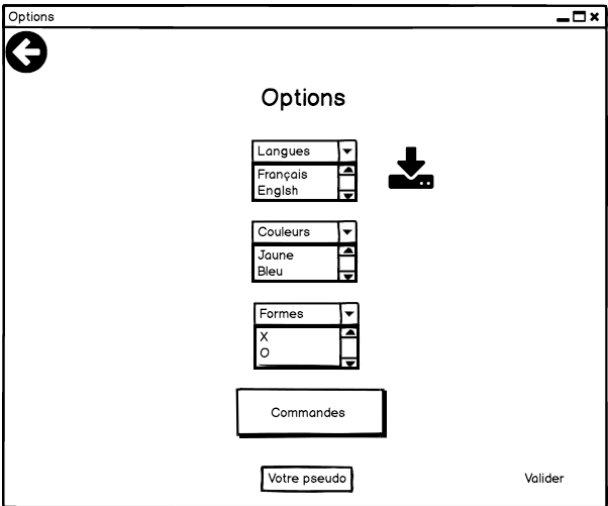 Options
Options
Langues
Français
Englsh
Couleurs
Jaune
Bleu
Formes
X
O
Commandes
Votre pseudo
Valider